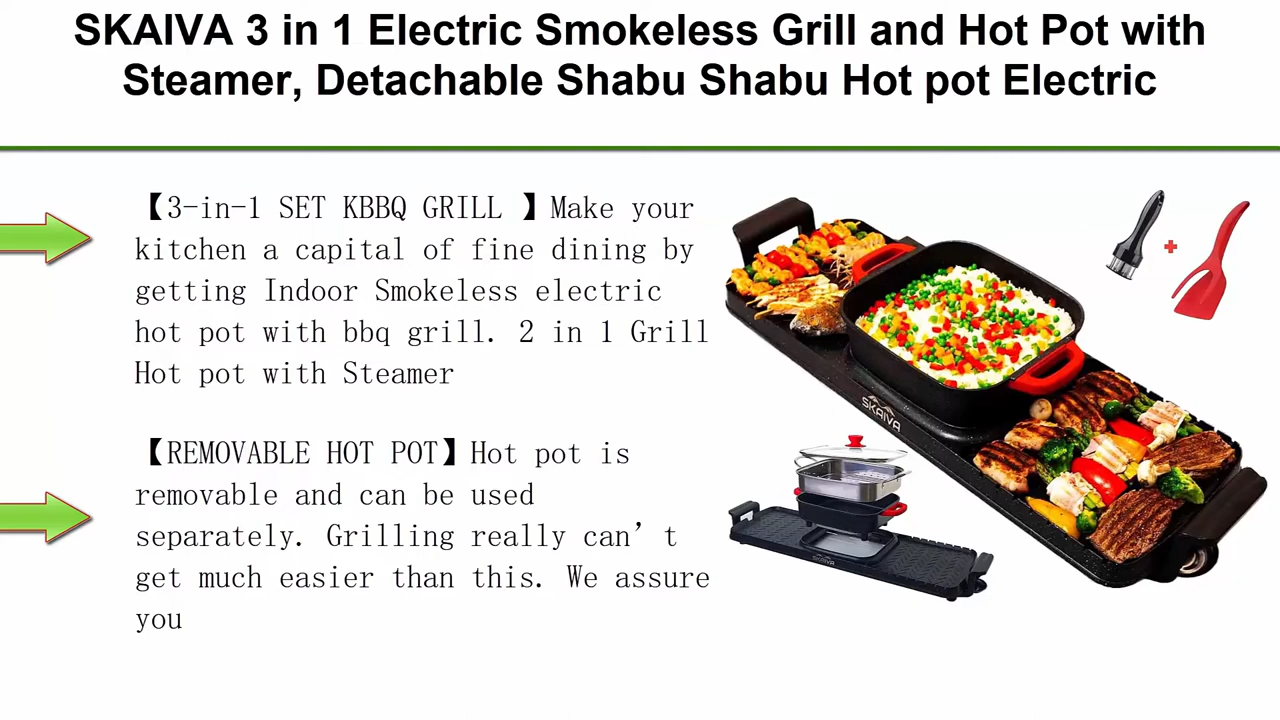 SKAIVA 3 in 1 Electric Smokeless Grill and Hot Pot with
Steamer, Detachable Shabu Shabu Hot pot Electric
【3-in-1 SET KBBQ GRILL 】Make your
kitchen a capital of fine dining by
getting Indoor Smokeless electric
hot pot with bbq grill. 2 in 1 Grill
Hot pot with Steamer
【REMOVABLE HOT POT】Hot pot is
removable and can be used
separately. Grilling really can’t
get much easier than this. We assure
you
SKAIVA
SKAIVA